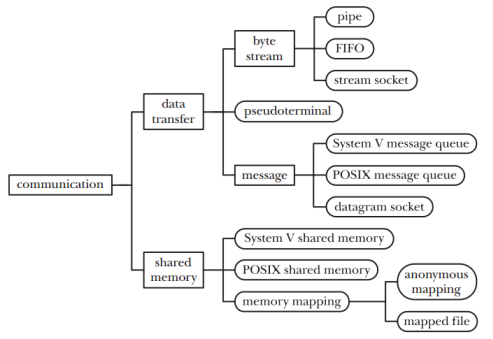 pipe
byte
stream
FIFO
stream socket
data
transfer
pseudoterminal
System V message queue
message
POSIX message queue
datagram socket
communication
System V shared memory
shared
memory
POSIX shared memory
anonymous
mapping
memory mapping
mapped file